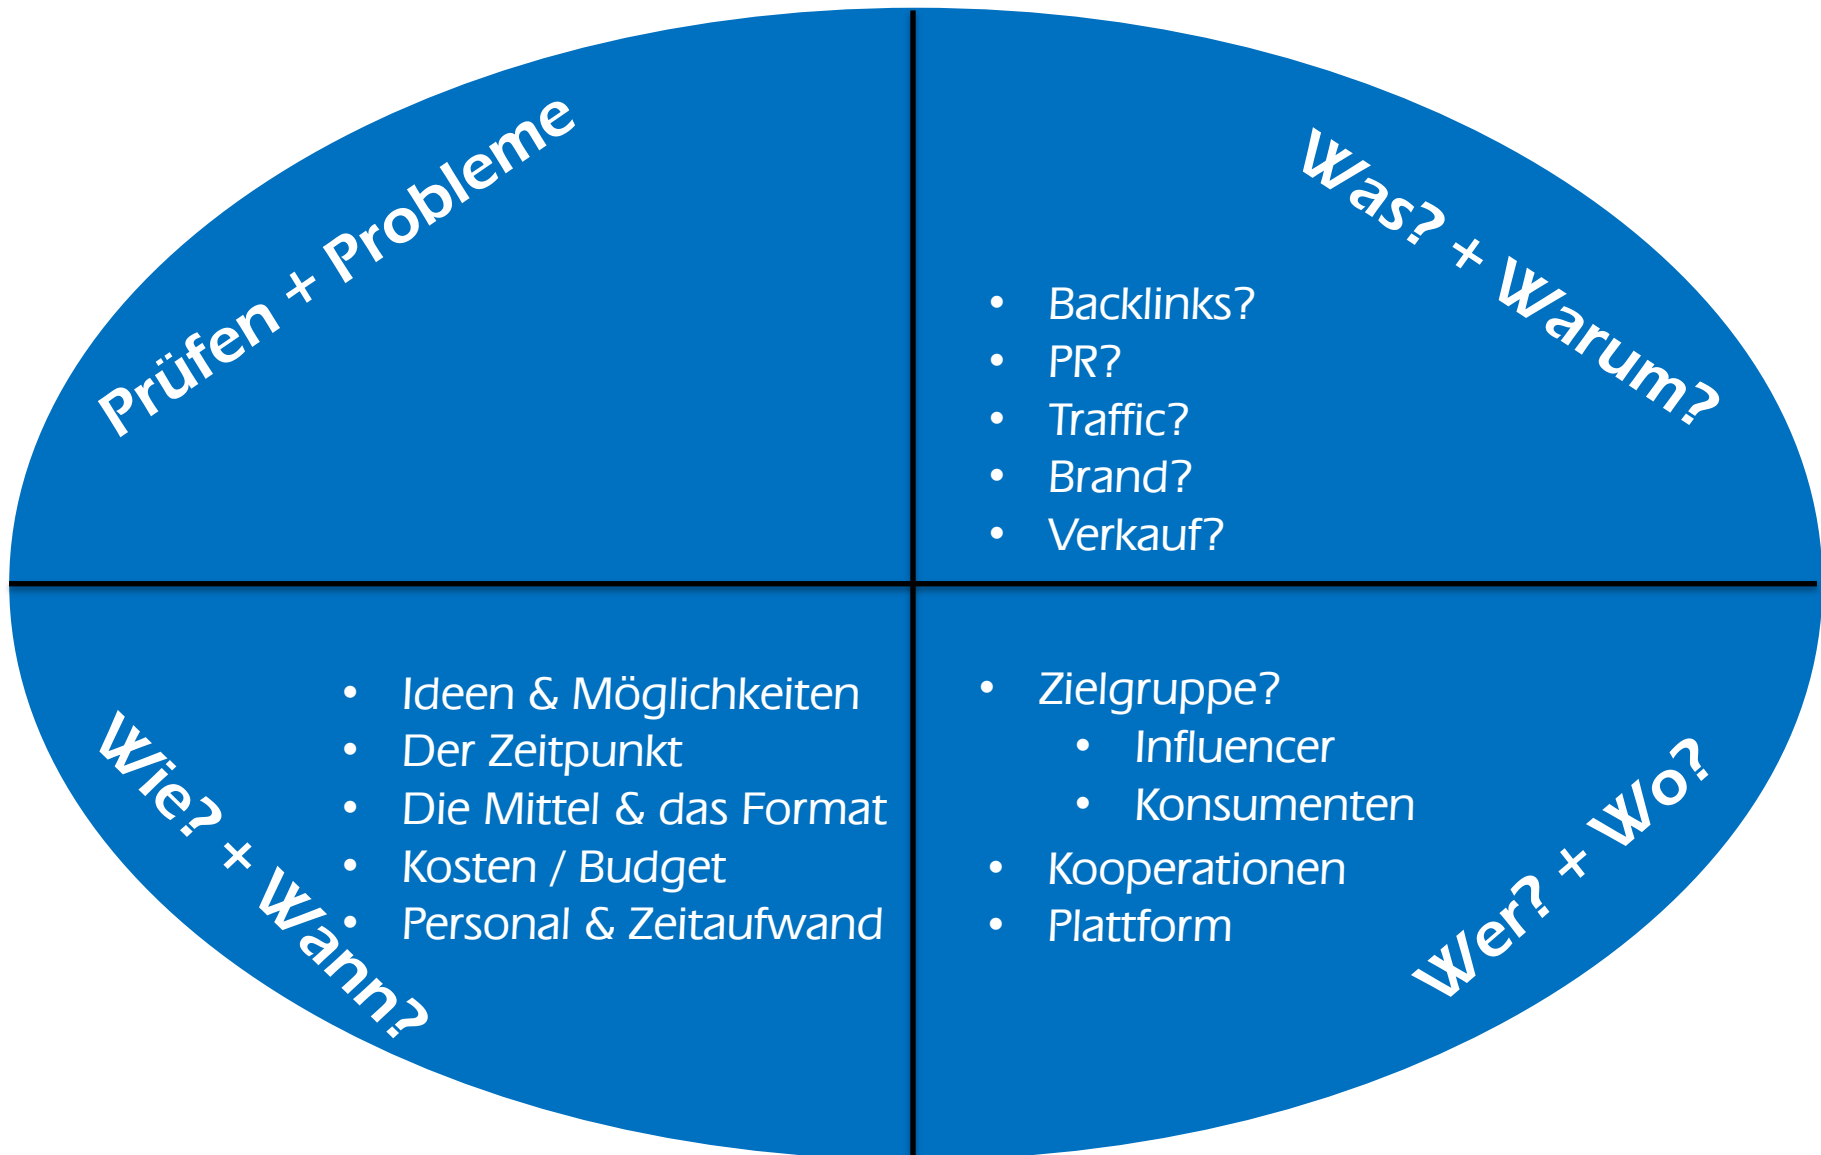 Prüfen + Probleme
Was? + Warum?
• Backlinks?
• PR?
• Traffic?
• Brand?
• Verkauf?
Wie? + Wann?
• Ideen & Möglichkeiten
• Der Zeitpunkt
• Die Mittel & das Format
• Kosten / Budget
• Personal & Zeitaufwand
• Zielgruppe?
• Influencer
• Konsumenten
• Kooperationen
• Plattform
Wer? + Wo?